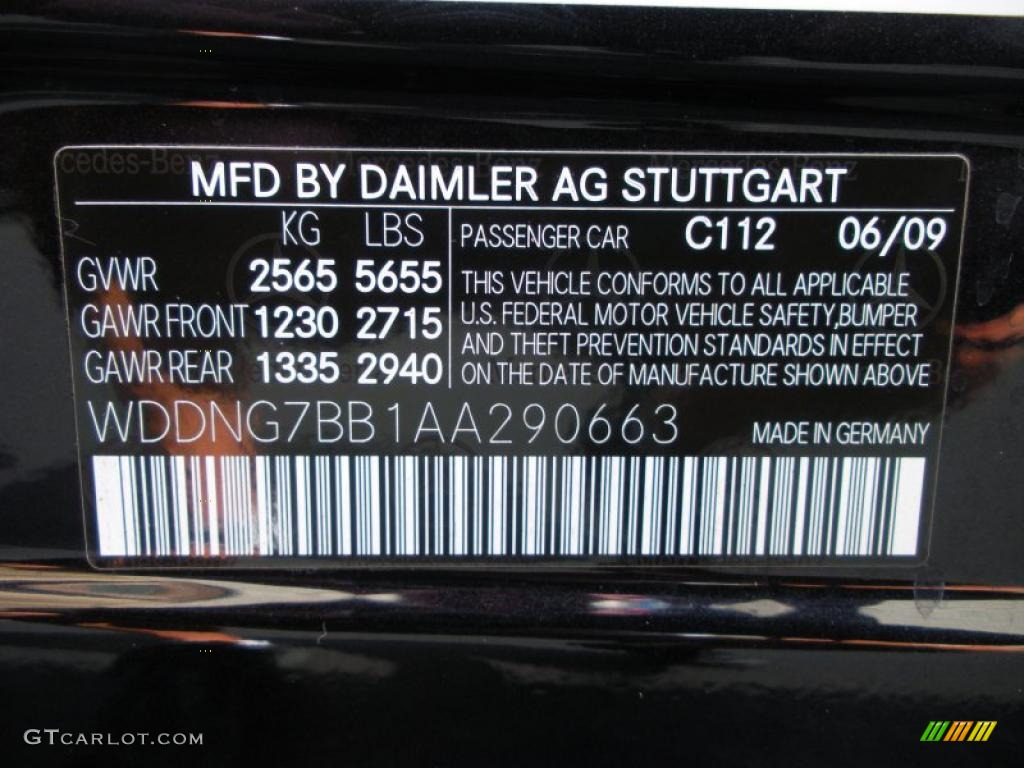 MFD BY DAIMLER AG STUTTGART
KG LBS
GVWR 2565 5655
GAWR FRONT 1230 2715
GAWR REAR 1335 2940
PASSENGER CAR C112 06/09
THIS VEHICLE CONFORMS TO ALL APPLICABLE
U.S. FEDERAL MOTOR VEHICLE SAFETY, BUMPER
AND THEFT PREVENTION STANDARDS IN EFFECT
ON THE DATE OF MANUFACTURE SHOWN ABOVE
WDDNG7BB1AA290663
MADE IN GERMANY
GTCARLOT.COM